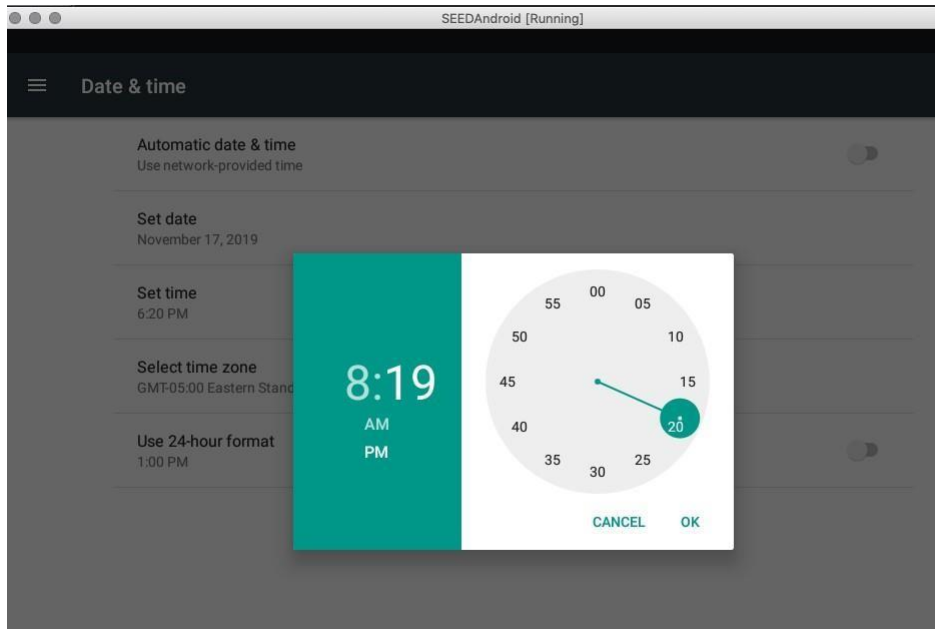 SEEDAndroid [Running]
Date & time
Automatic date & time
Use network-provided time
Set date
November 17, 2019
Set time
6:20 PM
Select time zone
GMT-05:00 Eastern Stand
Use 24-hour format
1:00 PM
8:19
AM
PM
00
05
10
15
20
25
30
35
40
45
50
55
CANCEL OK